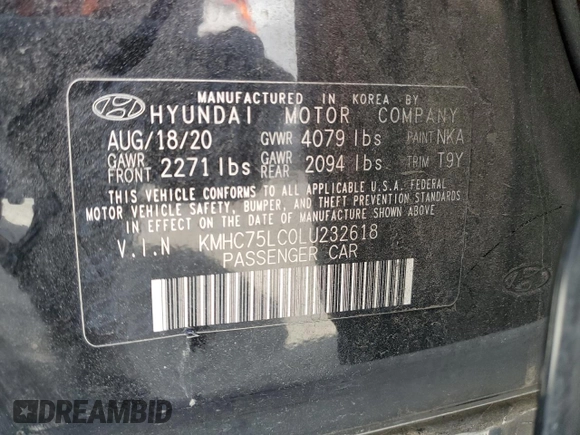 MANUFACTURED IN KOREA BY
HYUNDAI MOTOR COMPANY
AUG/18/20 GVWR 4079 lbs PAINT NKA
GAWR FRONT 2271 lbs GAWR REAR 2094 lbs TRIM T9Y
THIS VEHICLE CONFORMS TO ALL APPLICABLE U.S.A. FEDERAL
MOTOR VEHICLE SAFETY, BUMPER, AND THEFT PREVENTION STANDARDS
IN EFFECT ON THE DATE OF MANUFACTURE SHOWN ABOVE.
V.I.N KMHC75LC0LU232618
PASSENGER CAR
DREAMBID